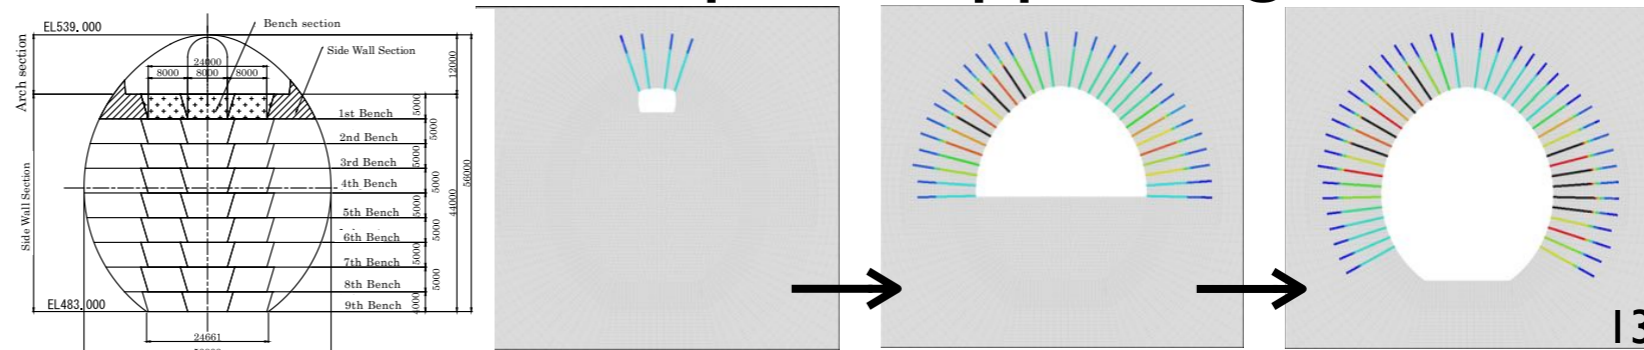 EL539.000
Bench section
Side Wall Section
Arch section
24000
8000
8000
8000
12000
1st Bench
5000
2nd Bench
5000
3rd Bench
5000
4th Bench
5000
56000
5th Bench
5000
44000
6th Bench
5000
7th Bench
5000
8th Bench
5000
Side Wall Section
EL483.000
9th Bench
4000
24661
13